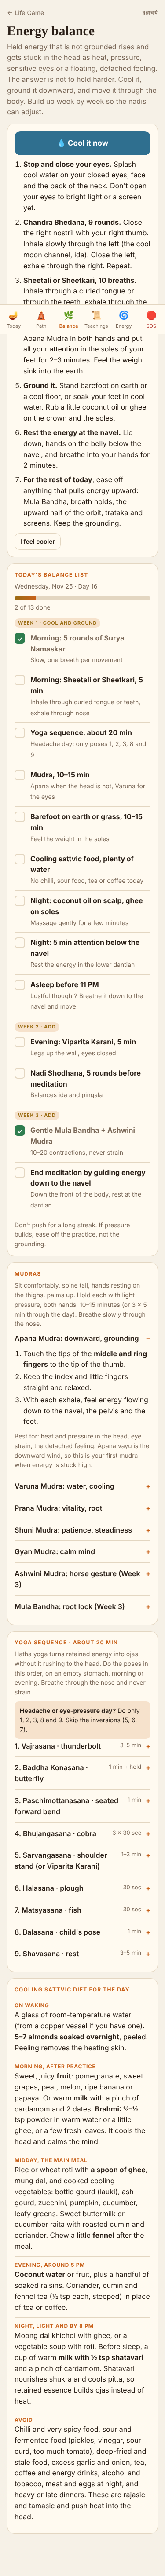 ← Life Game
saved
Energy balance
Held energy that is not grounded rises and
gets stuck in the head as heat, pressure,
sensitive eyes or a floating, detached feeling.
The answer is not to hold harder. Cool it,
ground it downward, and move it through the
body. Build up week by week so the nadis
can adjust.
💧 Cool it now
1. Stop and close your eyes. Splash
cool water on your closed eyes, face
and the back of the neck. Don't open
your eyes to bright light or a screen
yet.
2. Chandra Bhedana, 9 rounds. Close
the right nostril with your right thumb.
Inhale slowly through the left (the cool
moon channel, ida). Close the left,
exhale through the right. Repeat.
3. Sheetali or Sheetkari, 10 breaths.
Inhale through a curled tongue or
through the teeth, exhale through
Today
Path
Balance
Teachings
Energy
SOS
Apana Mudra in both hands and put
all your attention in the soles of your
feet for 2–3 minutes. Feel the weight
sink into the earth.
5. Ground it. Stand barefoot on earth or
a cool floor, or soak your feet in cool
water. Rub a little coconut oil or ghee
on the crown and the soles.
6. Rest the energy at the navel. Lie
down, hands on the belly below the
navel, and breathe into your hands for
2 minutes.
7. For the rest of today, ease off
anything that pulls energy upward:
Mula Bandha, breath holds, the
upward half of the orbit, trataka and
screens. Keep the grounding.
I feel cooler
TODAY'S BALANCE LIST
Wednesday, Nov 25 · Day 16
2 of 13 done
WEEK 1 · COOL AND GROUND
Morning: 5 rounds of Surya
Namaskar
Slow, one breath per movement
Morning: Sheetali or Sheetkari, 5
min
Inhale through curled tongue or teeth,
exhale through nose
Yoga sequence, about 20 min
Headache day: only poses 1, 2, 3, 8 and
9
Mudra, 10–15 min
Apana when the head is hot, Varuna for
the eyes
Barefoot on earth or grass, 10–15
min
Feel the weight in the soles
Cooling sattvic food, plenty of
water
No chilli, sour food, tea or coffee today
Night: coconut oil on scalp, ghee
on soles
Massage gently for a few minutes
Night: 5 min attention below the
navel
Rest the energy in the lower dantian
Asleep before 11 PM
Lustful thought? Breathe it down to the
navel and move
WEEK 2 · ADD
Evening: Viparita Karani, 5 min
Legs up the wall, eyes closed
Nadi Shodhana, 5 rounds before
meditation
Balances ida and pingala
WEEK 3 · ADD
Gentle Mula Bandha + Ashwini
Mudra
10–20 contractions, never strain
End meditation by guiding energy
down to the navel
Down the front of the body, rest at the
dantian
Don't push for a long streak. If pressure
builds, ease off the practice, not the
grounding.
MUDRAS
Sit comfortably, spine tall, hands resting on
the thighs, palms up. Hold each with light
pressure, both hands, 10–15 minutes (or 3 × 5
min through the day). Breathe slowly through
the nose.
Apana Mudra: downward, grounding −
1. Touch the tips of the middle and ring
fingers to the tip of the thumb.
2. Keep the index and little fingers
straight and relaxed.
3. With each exhale, feel energy flowing
down to the navel, the pelvis and the
feet.
Best for: heat and pressure in the head, eye
strain, the detached feeling. Apana vayu is the
downward wind, so this is your first mudra
when energy is stuck high.
Varuna Mudra: water, cooling +
Prana Mudra: vitality, root +
Shuni Mudra: patience, steadiness +
Gyan Mudra: calm mind +
Ashwini Mudra: horse gesture (Week +
3)
Mula Bandha: root lock (Week 3) +
YOGA SEQUENCE · ABOUT 20 MIN
Hatha yoga turns retained energy into ojas
without it rushing to the head. Do the poses
in this order, on an empty stomach, morning or
evening. Breathe through the nose and never
strain.
Headache or eye-pressure day? Do only
1, 2, 3, 8 and 9. Skip the inversions (5, 6,
7).
1. Vajrasana · thunderbolt 3–5 min +
2. Baddha Konasana · 1 min + hold +
butterfly
3. Paschimottanasana · seated 1 min +
forward bend
4. Bhujangasana · cobra 3 × 30 sec +
5. Sarvangasana · shoulder 1–3 min +
stand (or Viparita Karani)
6. Halasana · plough 30 sec +
7. Matsyasana · fish 30 sec +
8. Balasana · child's pose 1 min +
9. Shavasana · rest 3–5 min +
COOLING SATTVIC DIET FOR THE DAY
ON WAKING
A glass of room-temperature water
(from a copper vessel if you have one).
5–7 almonds soaked overnight, peeled.
Peeling removes the heating skin.
MORNING, AFTER PRACTICE
Sweet, juicy fruit: pomegranate, sweet
grapes, pear, melon, ripe banana or
papaya. Or warm milk with a pinch of
cardamom and 2 dates. Brahmi: ¼–½
tsp powder in warm water or a little
ghee, or a few fresh leaves. It cools the
head and calms the mind.
MIDDAY, THE MAIN MEAL
Rice or wheat roti with a spoon of ghee,
mung dal, and cooked cooling
vegetables: bottle gourd (lauki), ash
gourd, zucchini, pumpkin, cucumber,
leafy greens. Sweet buttermilk or
cucumber raita with roasted cumin and
coriander. Chew a little fennel after the
meal.
EVENING, AROUND 5 PM
Coconut water or fruit, plus a handful of
soaked raisins. Coriander, cumin and
fennel tea (⅓ tsp each, steeped) in place
of tea or coffee.
NIGHT, LIGHT AND BY 8 PM
Moong dal khichdi with ghee, or a
vegetable soup with roti. Before sleep, a
cup of warm milk with ½ tsp shatavari
and a pinch of cardamom. Shatavari
nourishes shukra and cools pitta, so
retained essence builds ojas instead of
heat.
AVOID
Chilli and very spicy food, sour and
fermented food (pickles, vinegar, sour
curd, too much tomato), deep-fried and
stale food, excess garlic and onion, tea,
coffee and energy drinks, alcohol and
tobacco, meat and eggs at night, and
heavy or late dinners. These are rajasic
and tamasic and push heat into the
head.